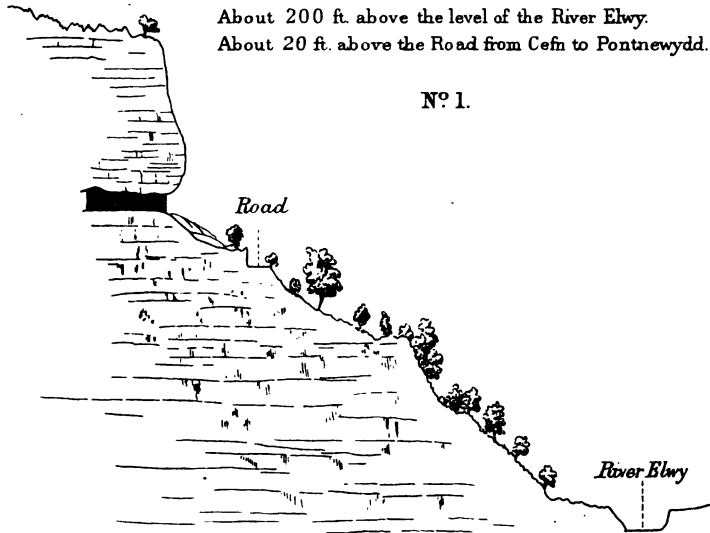 About 200 ft. above the level of the River Elwy.
About 20 ft. above the Road from Cefn to Pontnewydd.
Nº 1.
Road
River Elwy